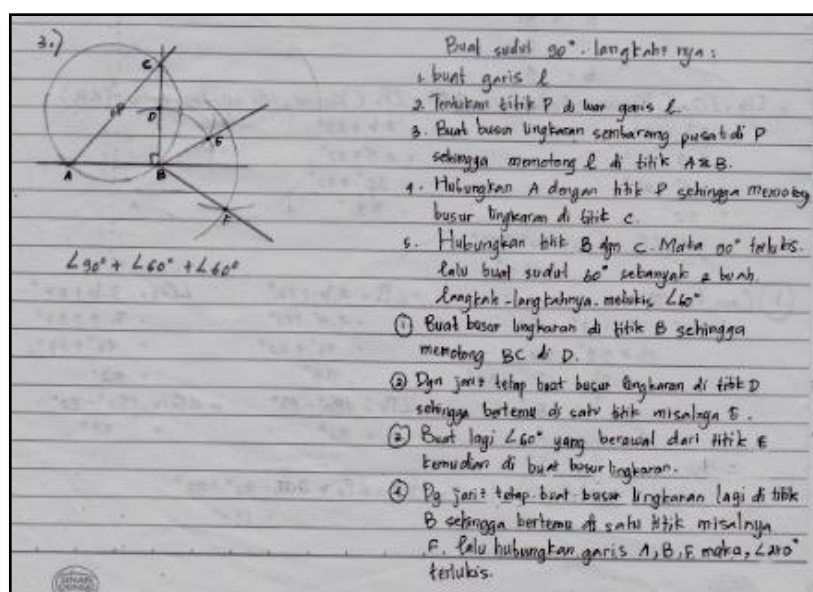 3.)
C
P
D
E
A
B
F
∠90° + ∠60° + ∠60°
Buat sudut 90°. langkah² nya:
1. buat garis l
2. Tentukan titik P di luar garis l.
3. Buat busur lingkaran sembarang pusat di P
sehingga memotong l di titik A & B.
4. Hubungkan A dengan titik P sehingga memotong
busur lingkaran di titik C.
5. Hubungkan titik B dgn C. Maka 90° terlukis.
lalu buat sudut 60° sebanyak 2 buah.
langkah-langkahnya melukis ∠60°
① Buat busur lingkaran di titik B sehingga
memotong BC di D.
② Dgn jari² tetap buat busur lingkaran di titik D
sehingga bertemu di satu titik misalnya E.
Buat lagi ∠60° yang berawal dari titik E
kemudian di buat busur lingkaran.
④ Dg jari² tetap buat busur lingkaran lagi di titik
B sehingga bertemu di satu titik misalnya
F. lalu hubungkan garis A, B, F maka, ∠210°
terlukis.
SINAR
DUNIA